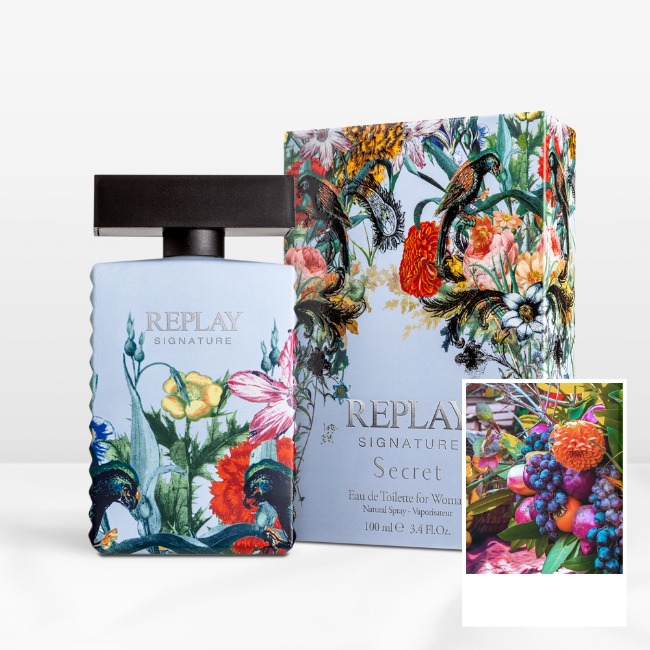 REPLAY
SIGNATURE
REPLAY
SIGNATURE
Secret
Eau de Toilette for Woman
Natural Spray - Vaporisateur
100 ml ℮ 3.4 Fl.Oz.